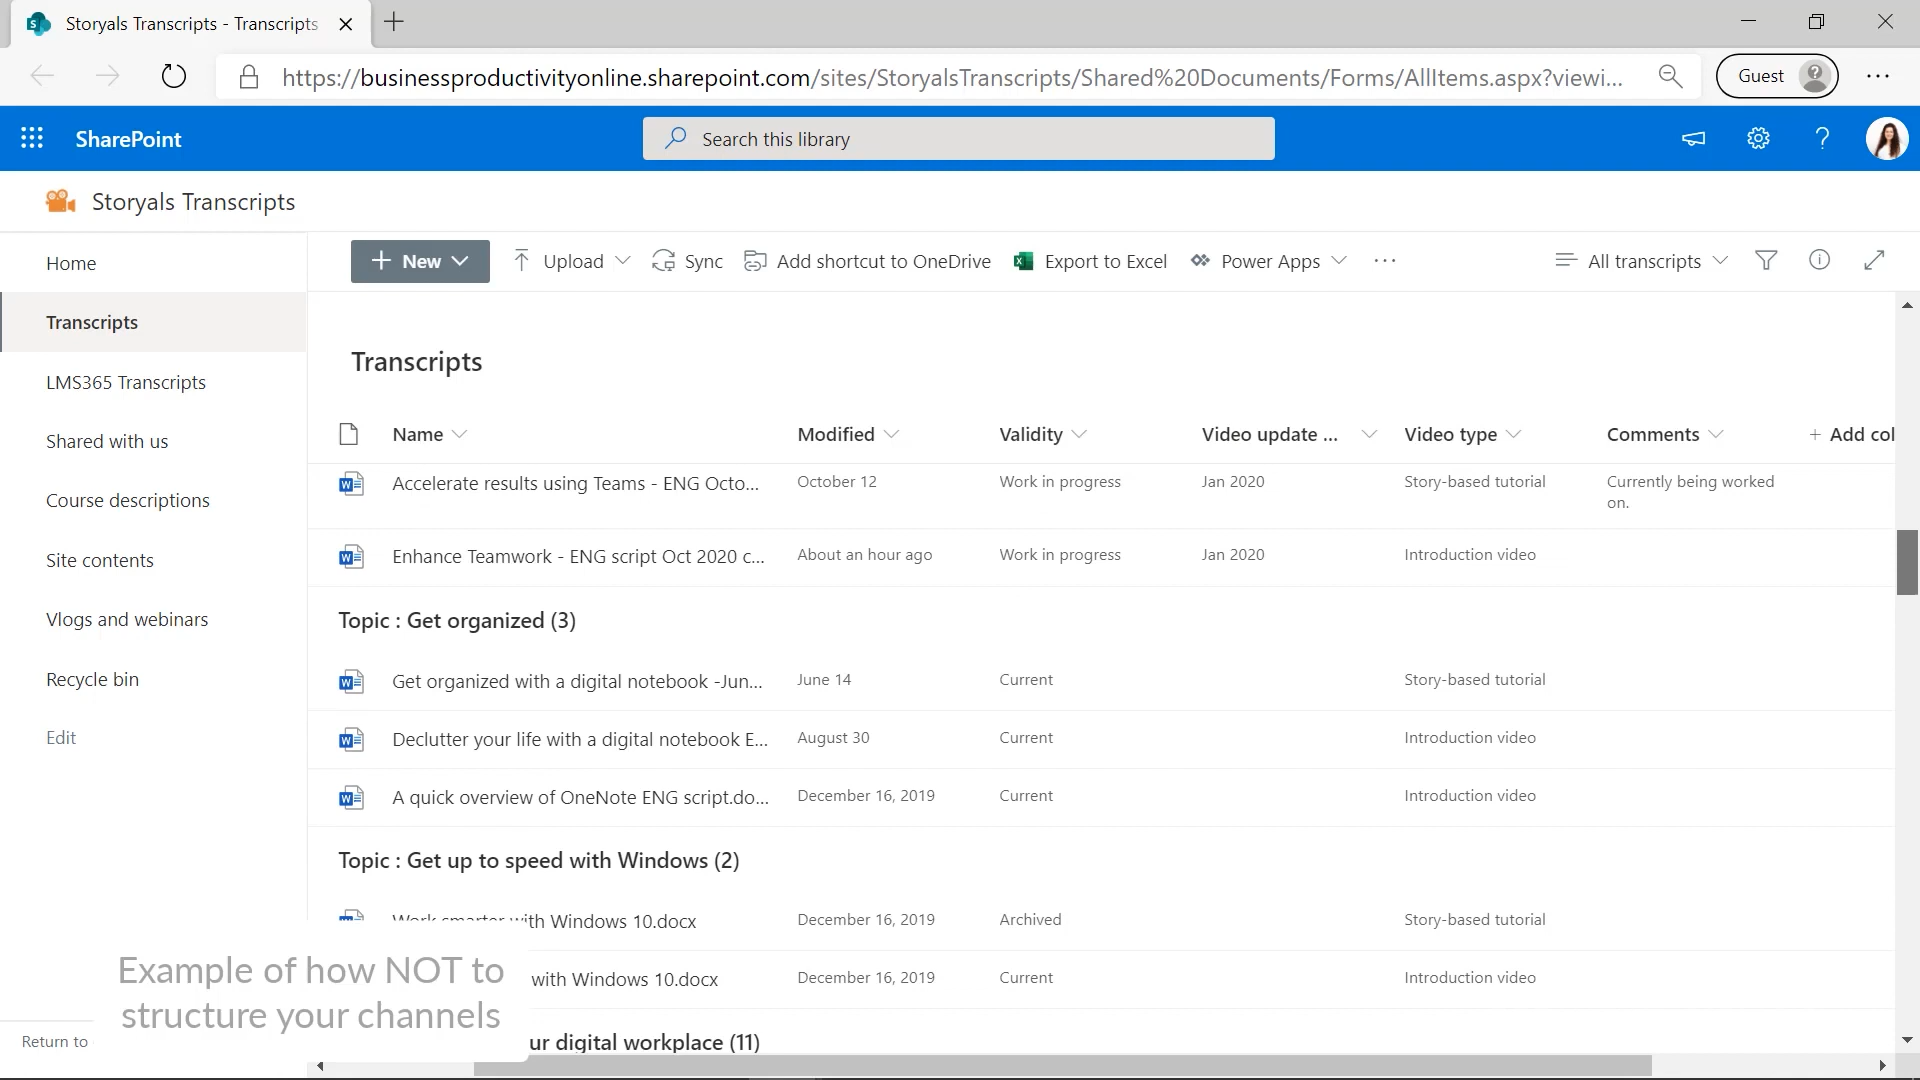 Storyals Transcripts - Transcripts
https://businessproductivityonline.sharepoint.com/sites/StoryalsTranscripts/Shared%20Documents/Forms/AllItems.aspx?viewi...
Guest
SharePoint
Search this library
Storyals Transcripts
Home
Transcripts
LMS365 Transcripts
Shared with us
Course descriptions
Site contents
Vlogs and webinars
Recycle bin
Edit
Return to
New
Upload
Sync
Add shortcut to OneDrive
Export to Excel
Power Apps
All transcripts
Transcripts
Name Modified Validity Video update ... Video type Comments + Add col
Accelerate results using Teams - ENG Octo... October 12 Work in progress Jan 2020 Story-based tutorial Currently being worked
on.
Enhance Teamwork - ENG script Oct 2020 c... About an hour ago Work in progress Jan 2020 Introduction video
Topic : Get organized (3)
Get organized with a digital notebook -Jun... June 14 Current Story-based tutorial
Declutter your life with a digital notebook E... August 30 Current Introduction video
A quick overview of OneNote ENG script.do... December 16, 2019 Current Introduction video
Topic : Get up to speed with Windows (2)
Work smarter with Windows 10.docx December 16, 2019 Archived Story-based tutorial
with Windows 10.docx December 16, 2019 Current Introduction video
ur digital workplace (11)
Example of how NOT to
structure your channels